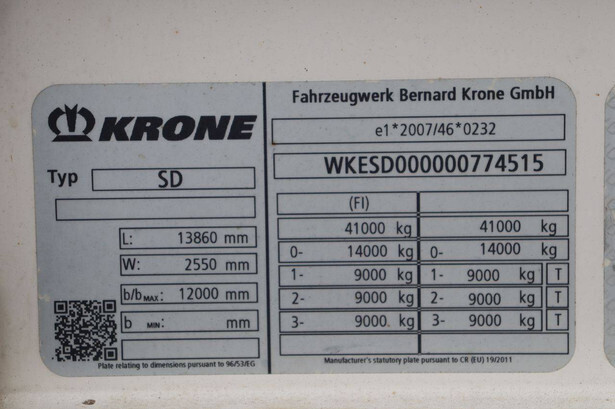 KRONE
Typ SD
L: 13860 mm
W: 2550 mm
b/b MAX: 12000 mm
b MIN: mm
Plate relating to dimensions pursuant to 96/53/EG
Fahrzeugwerk Bernard Krone GmbH
e1*2007/46*0232
WKESD000000774515
(FI)
41000 kg 41000 kg
0- 14000 kg 0- 14000 kg
1- 9000 kg 1- 9000 kg T
2- 9000 kg 2- 9000 kg T
3- 9000. kg 3- 9000 kg T
Manufacturer's statutory plate pursuant to CR (EU) 19/2011